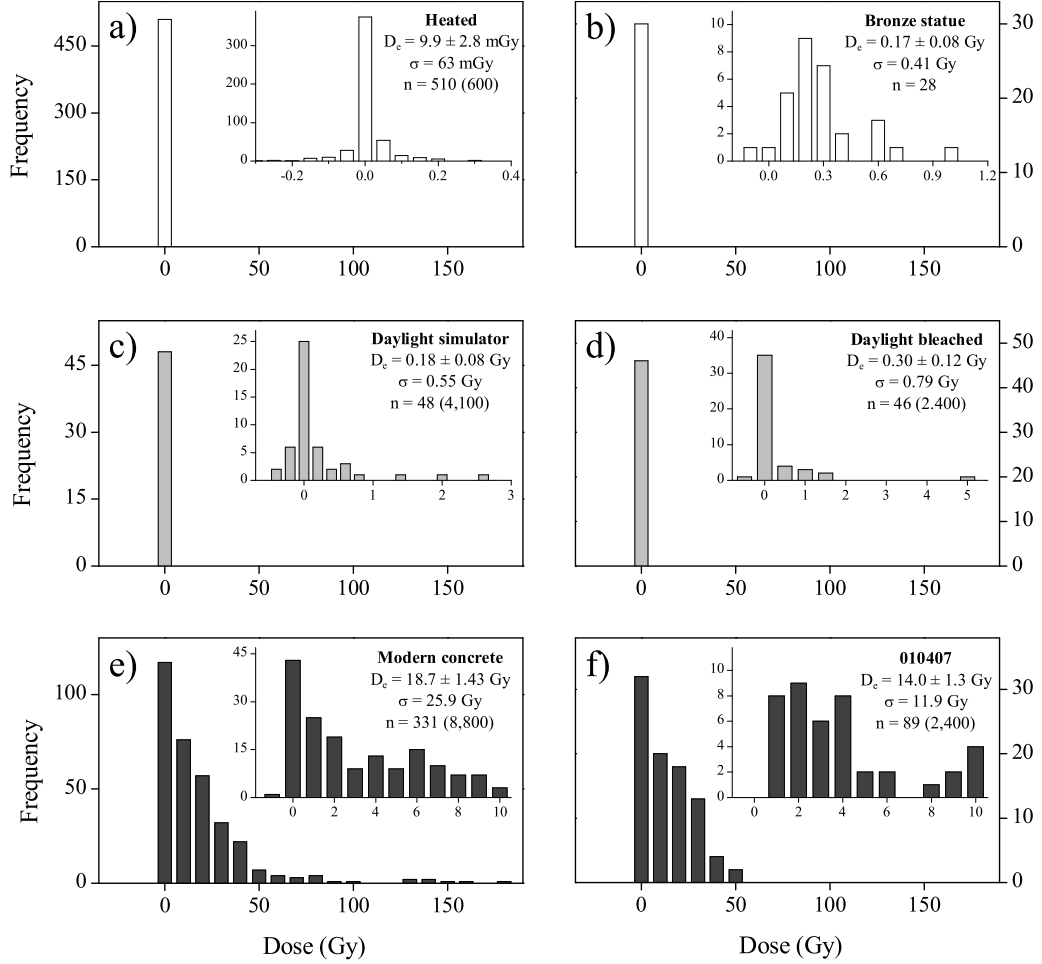 a)
Heated
Dₑ = 9.9 ± 2.8 mGy
σ = 63 mGy
n = 510 (600)
Frequency
450
300
150
0
300
200
100
0
-0.2 0.0 0.2 0.4
0 50 100 150
b)
Bronze statue
Dₑ = 0.17 ± 0.08 Gy
σ = 0.41 Gy
n = 28
10
8
6
4
2
0
0.0 0.3 0.6 0.9 1.2
30
20
10
0
0 50 100 150
c)
Daylight simulator
Dₑ = 0.18 ± 0.08 Gy
σ = 0.55 Gy
n = 48 (4,100)
Frequency
45
30
15
0
25
20
15
10
5
0
0 1 2 3
0 50 100 150
d)
Daylight bleached
Dₑ = 0.30 ± 0.12 Gy
σ = 0.79 Gy
n = 46 (2.400)
40
30
20
10
0
0 1 2 3 4 5
50
40
30
20
10
0
0 50 100 150
e)
Modern concrete
Dₑ = 18.7 ± 1.43 Gy
σ = 25.9 Gy
n = 331 (8,800)
Frequency
100
50
0
45
30
15
0
0 2 4 6 8 10
0 50 100 150
Dose (Gy)
f)
010407
Dₑ = 14.0 ± 1.3 Gy
σ = 11.9 Gy
n = 89 (2,400)
10
8
6
4
2
0
0 2 4 6 8 10
30
20
10
0
0 50 100 150
Dose (Gy)